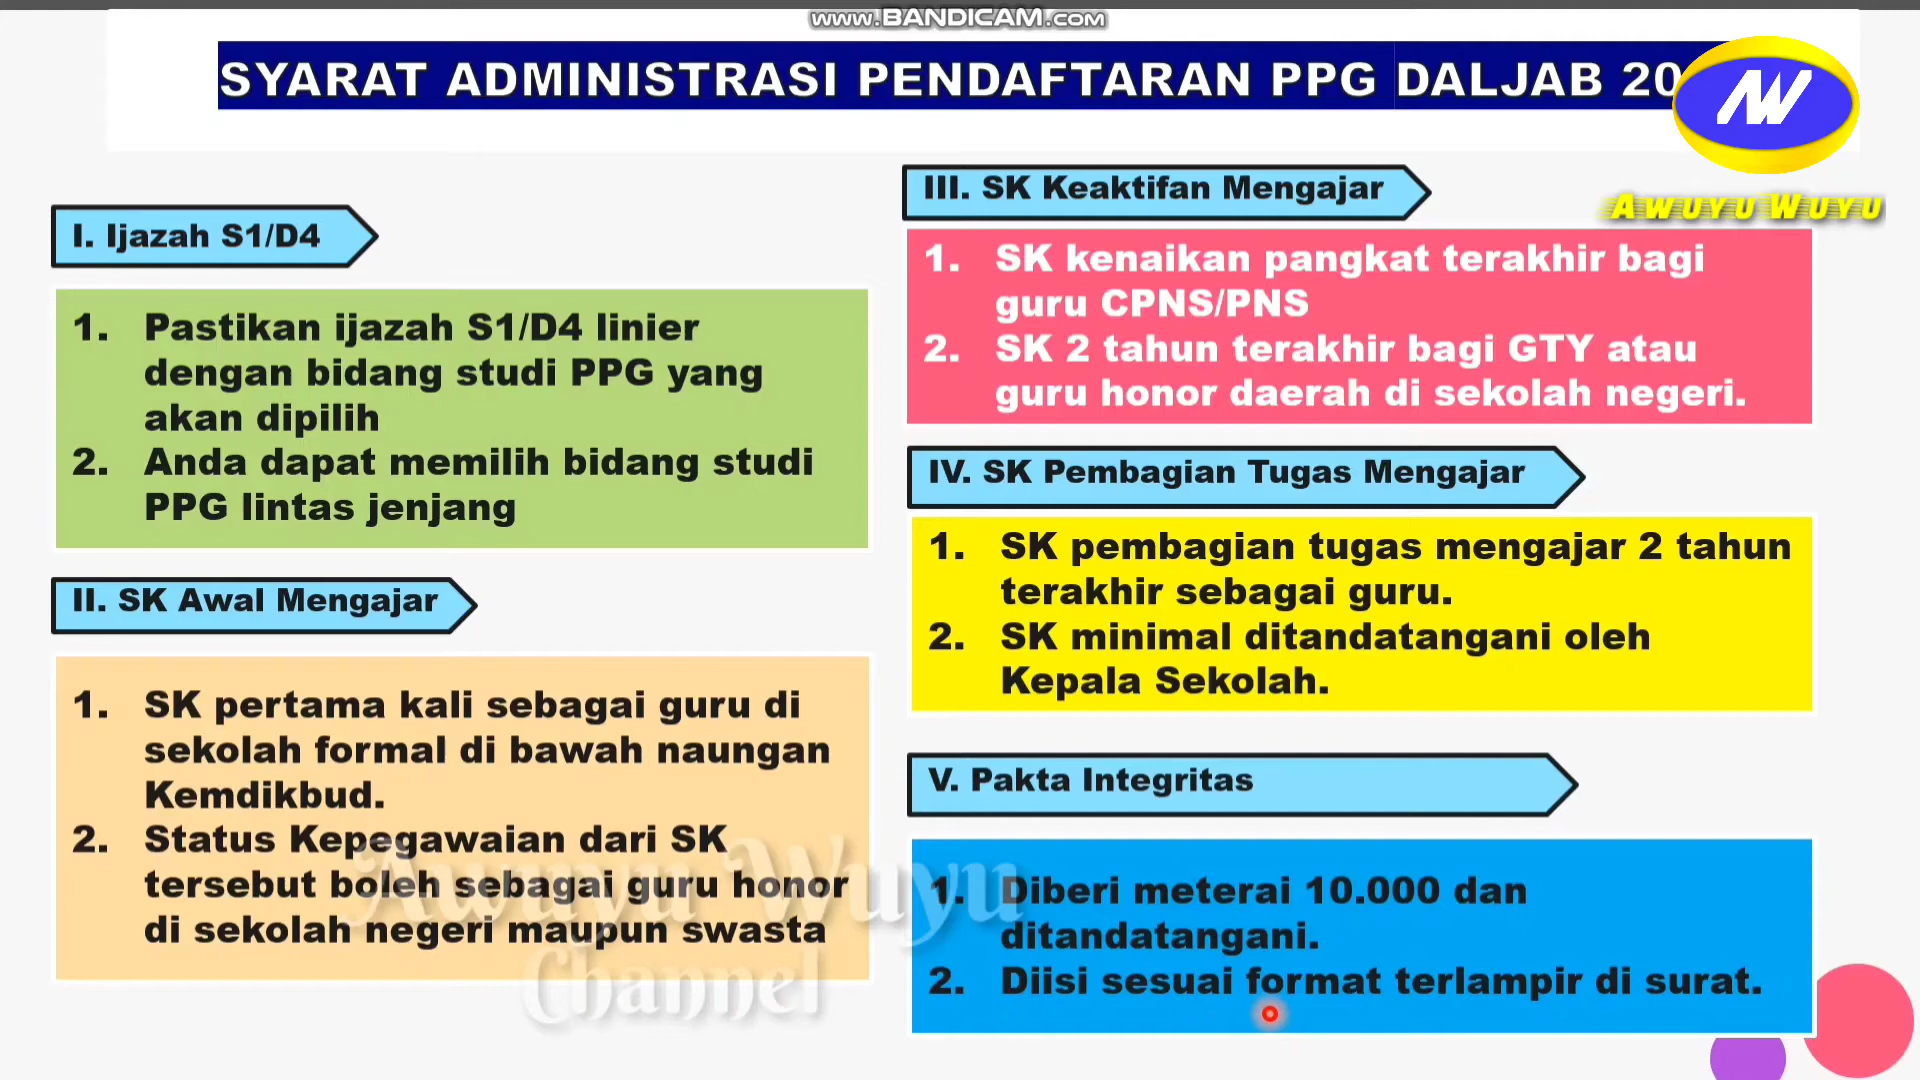 www.BANDICAM.com
SYARAT ADMINISTRASI PENDAFTARAN PPG DALJAB 20
AW
Awuyu Wuyu
I. Ijazah S1/D4
1. Pastikan ijazah S1/D4 linier
dengan bidang studi PPG yang
akan dipilih
2. Anda dapat memilih bidang studi
PPG lintas jenjang
II. SK Awal Mengajar
1. SK pertama kali sebagai guru di
sekolah formal di bawah naungan
Kemdikbud.
2. Status Kepegawaian dari SK
tersebut boleh sebagai guru honor
di sekolah negeri maupun swasta
III. SK Keaktifan Mengajar
1. SK kenaikan pangkat terakhir bagi
guru CPNS/PNS
2. SK 2 tahun terakhir bagi GTY atau
guru honor daerah di sekolah negeri.
IV. SK Pembagian Tugas Mengajar
1. SK pembagian tugas mengajar 2 tahun
terakhir sebagai guru.
2. SK minimal ditandatangani oleh
Kepala Sekolah.
V. Pakta Integritas
1. Diberi meterai 10.000 dan
ditandatangani.
2. Diisi sesuai format terlampir di surat.
Awuyu Wuyu
Channel